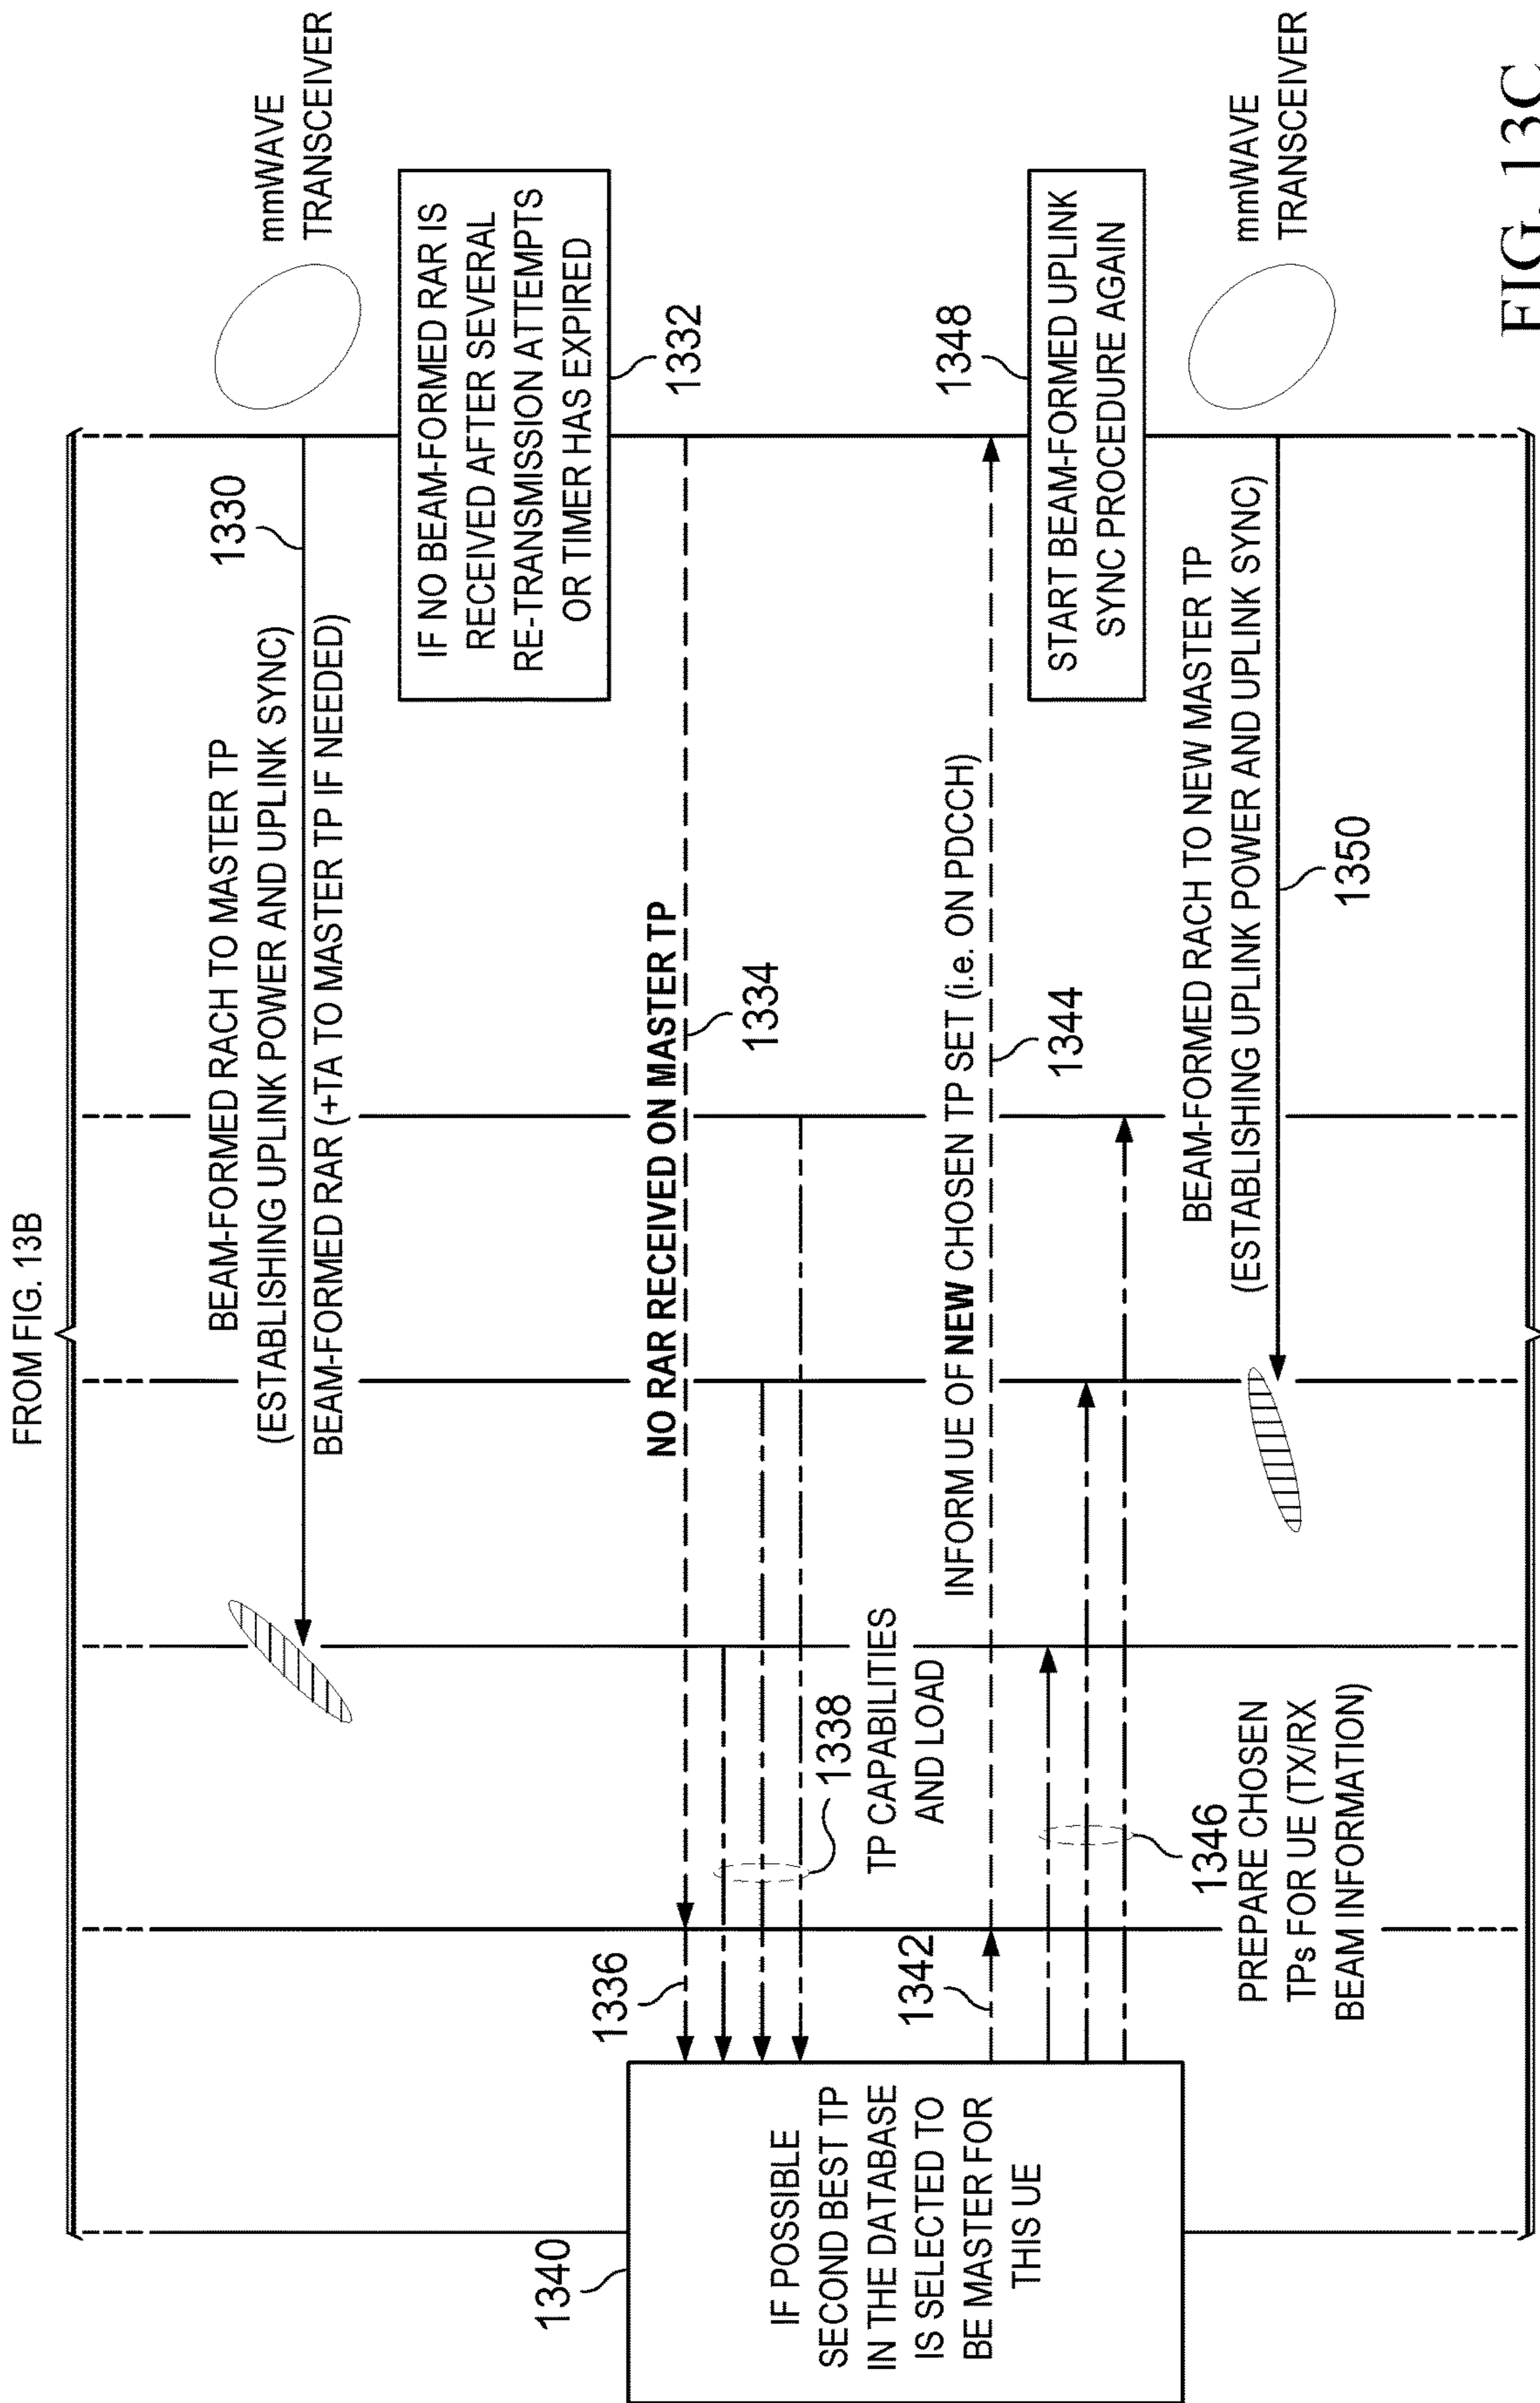 FROM FIG. 13B
mmWAVE
TRANSCEIVER
BEAM-FORMED RACH TO MASTER TP
(ESTABLISHING UPLINK POWER AND UPLINK SYNC)
1330
BEAM-FORMED RAR (+TA TO MASTER TP IF NEEDED)
IF NO BEAM-FORMED RAR IS
RECEIVED AFTER SEVERAL
RE-TRANSMISSION ATTEMPTS
OR TIMER HAS EXPIRED
1332
1336
NO RAR RECEIVED ON MASTER TP
1334
1340
IF POSSIBLE
SECOND BEST TP
IN THE DATABASE
IS SELECTED TO
BE MASTER FOR
THIS UE
1338
TP CAPABILITIES
AND LOAD
1342
INFORM UE OF NEW CHOSEN TP SET (i.e. ON PDCCH)
1344
1348
START BEAM-FORMED UPLINK
SYNC PROCEDURE AGAIN
1346
PREPARE CHOSEN
TPs FOR UE (TX/RX
BEAM INFORMATION)
BEAM-FORMED RACH TO NEW MASTER TP
(ESTABLISHING UPLINK POWER AND UPLINK SYNC)
1350
mmWAVE
TRANSCEIVER
FIG. 13C